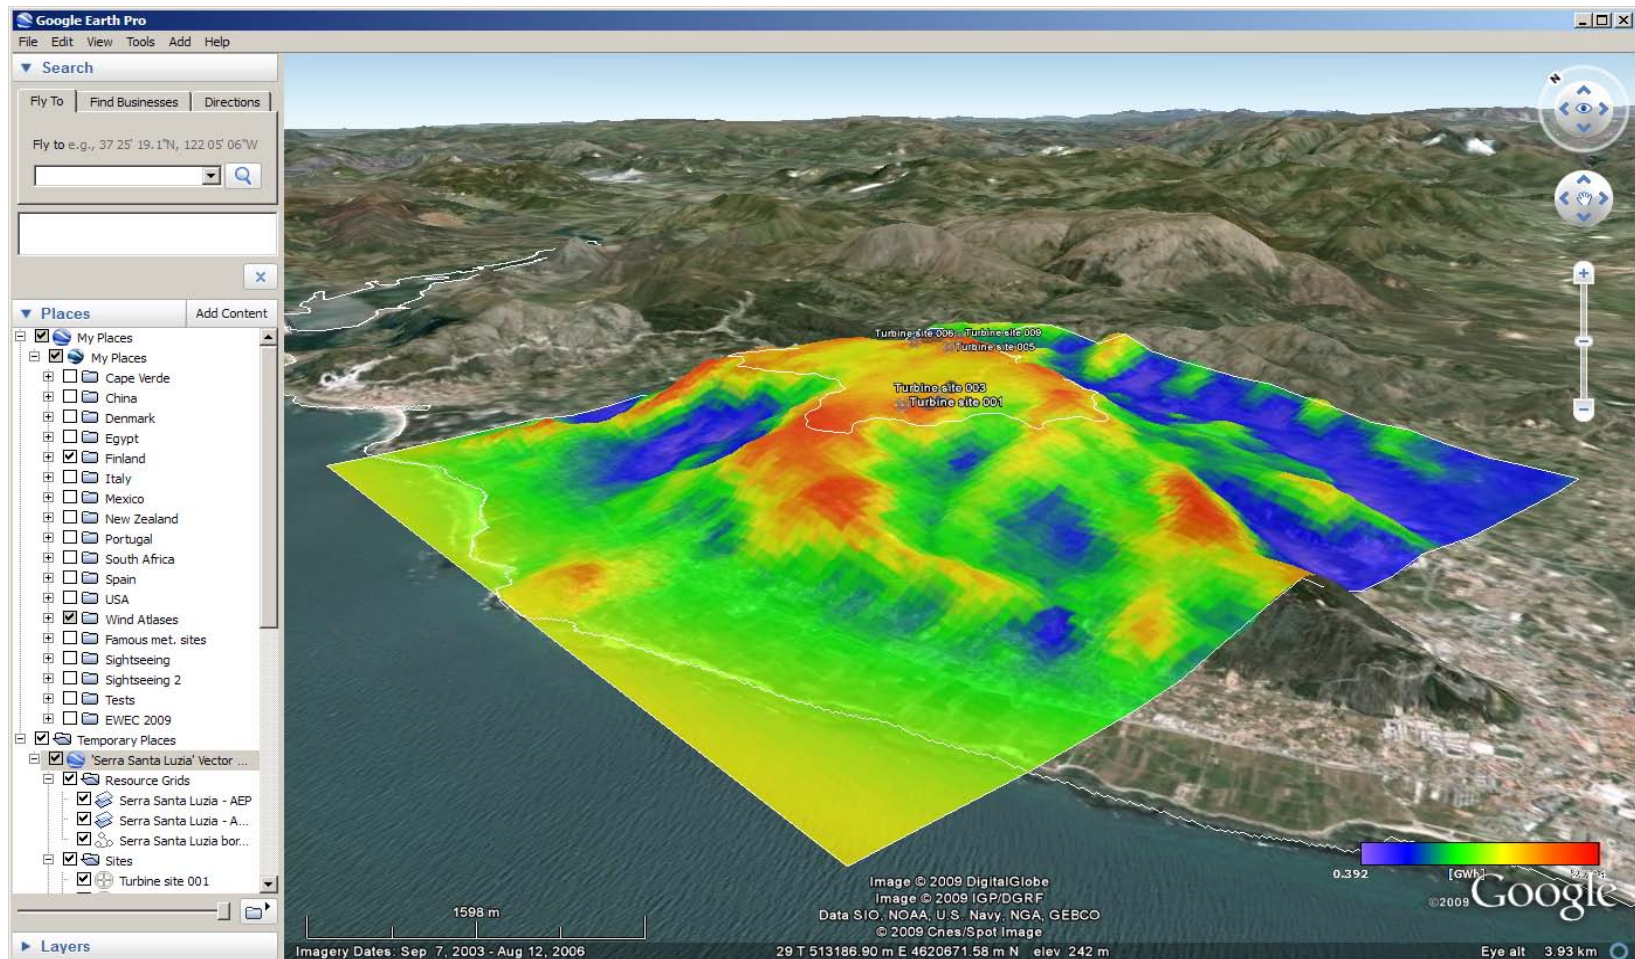 Google Earth Pro
File Edit View Tools Add Help
Search
Fly To Find Businesses Directions
Fly to e.g., 37 25' 19.1"N, 122 05' 06"W
Places Add Content
My Places
My Places
Cape Verde
China
Denmark
Egypt
Finland
Italy
Mexico
New Zealand
Portugal
South Africa
Spain
USA
Wind Atlases
Famous met. sites
Sightseeing
Sightseeing 2
Tests
EWEC 2009
Temporary Places
'Serra Santa Luzia' Vector ...
Resource Grids
Serra Santa Luzia - AEP
Serra Santa Luzia - A...
Serra Santa Luzia bor...
Sites
Turbine site 001
Layers
N
Turbine site 006 Turbine site 009
Turbine site 005
Turbine site 003
Turbine site 001
0.392 [GWh]
©2009 Google
Image © 2009 DigitalGlobe
Image © 2009 IGP/DGRF
Data SIO, NOAA, U.S. Navy, NGA, GEBCO
© 2009 Cnes/Spot Image
1598 m
Imagery Dates: Sep 7, 2003 - Aug 12, 2006 29 T 513186.90 m E 4620671.58 m N elev 242 m Eye alt 3.93 km